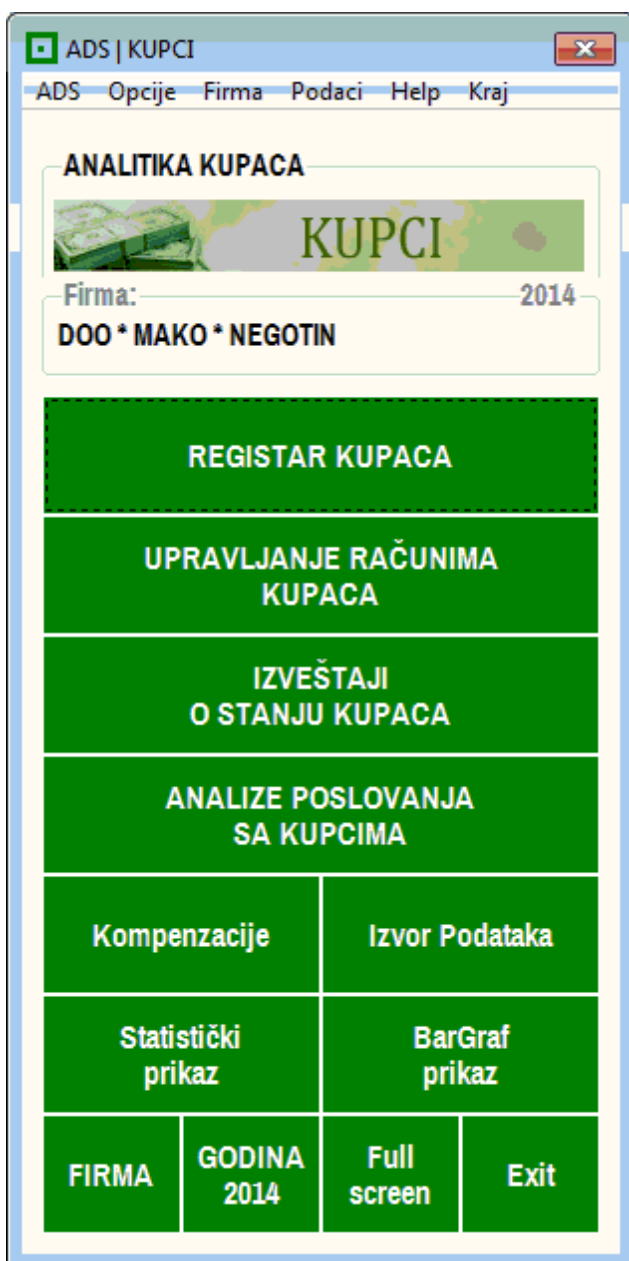 ADS | KUPCI
ADS Opcije Firma Podaci Help Kraj
ANALITIKA KUPACA
KUPCI
Firma: 2014
DOO * MAKO * NEGOTIN
REGISTAR KUPACA
UPRAVLJANJE RAČUNIMA
KUPACA
IZVEŠTAJI
O STANJU KUPACA
ANALIZE POSLOVANJA
SA KUPCIMA
Kompenzacije Izvor Podataka
Statistički
prikaz
BarGraf
prikaz
FIRMA
GODINA
2014
Full
screen
Exit